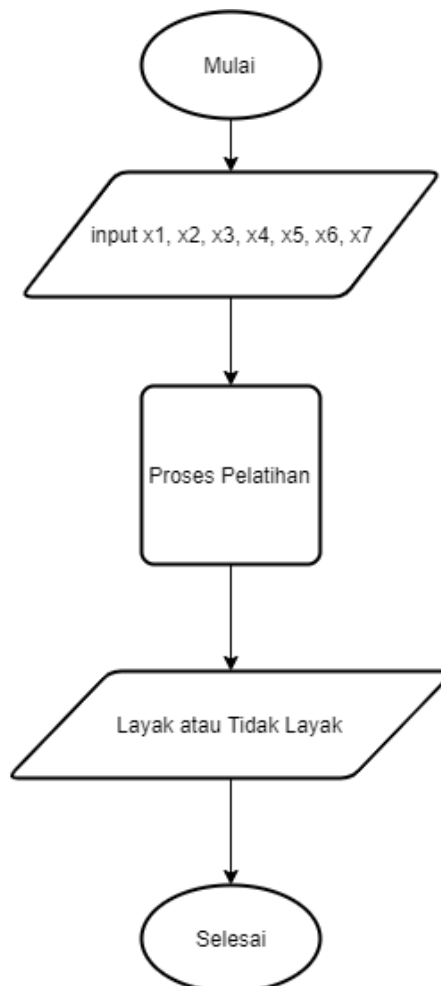 Mulai
input x1, x2, x3, x4, x5, x6, x7
Proses Pelatihan
Layak atau Tidak Layak
Selesai